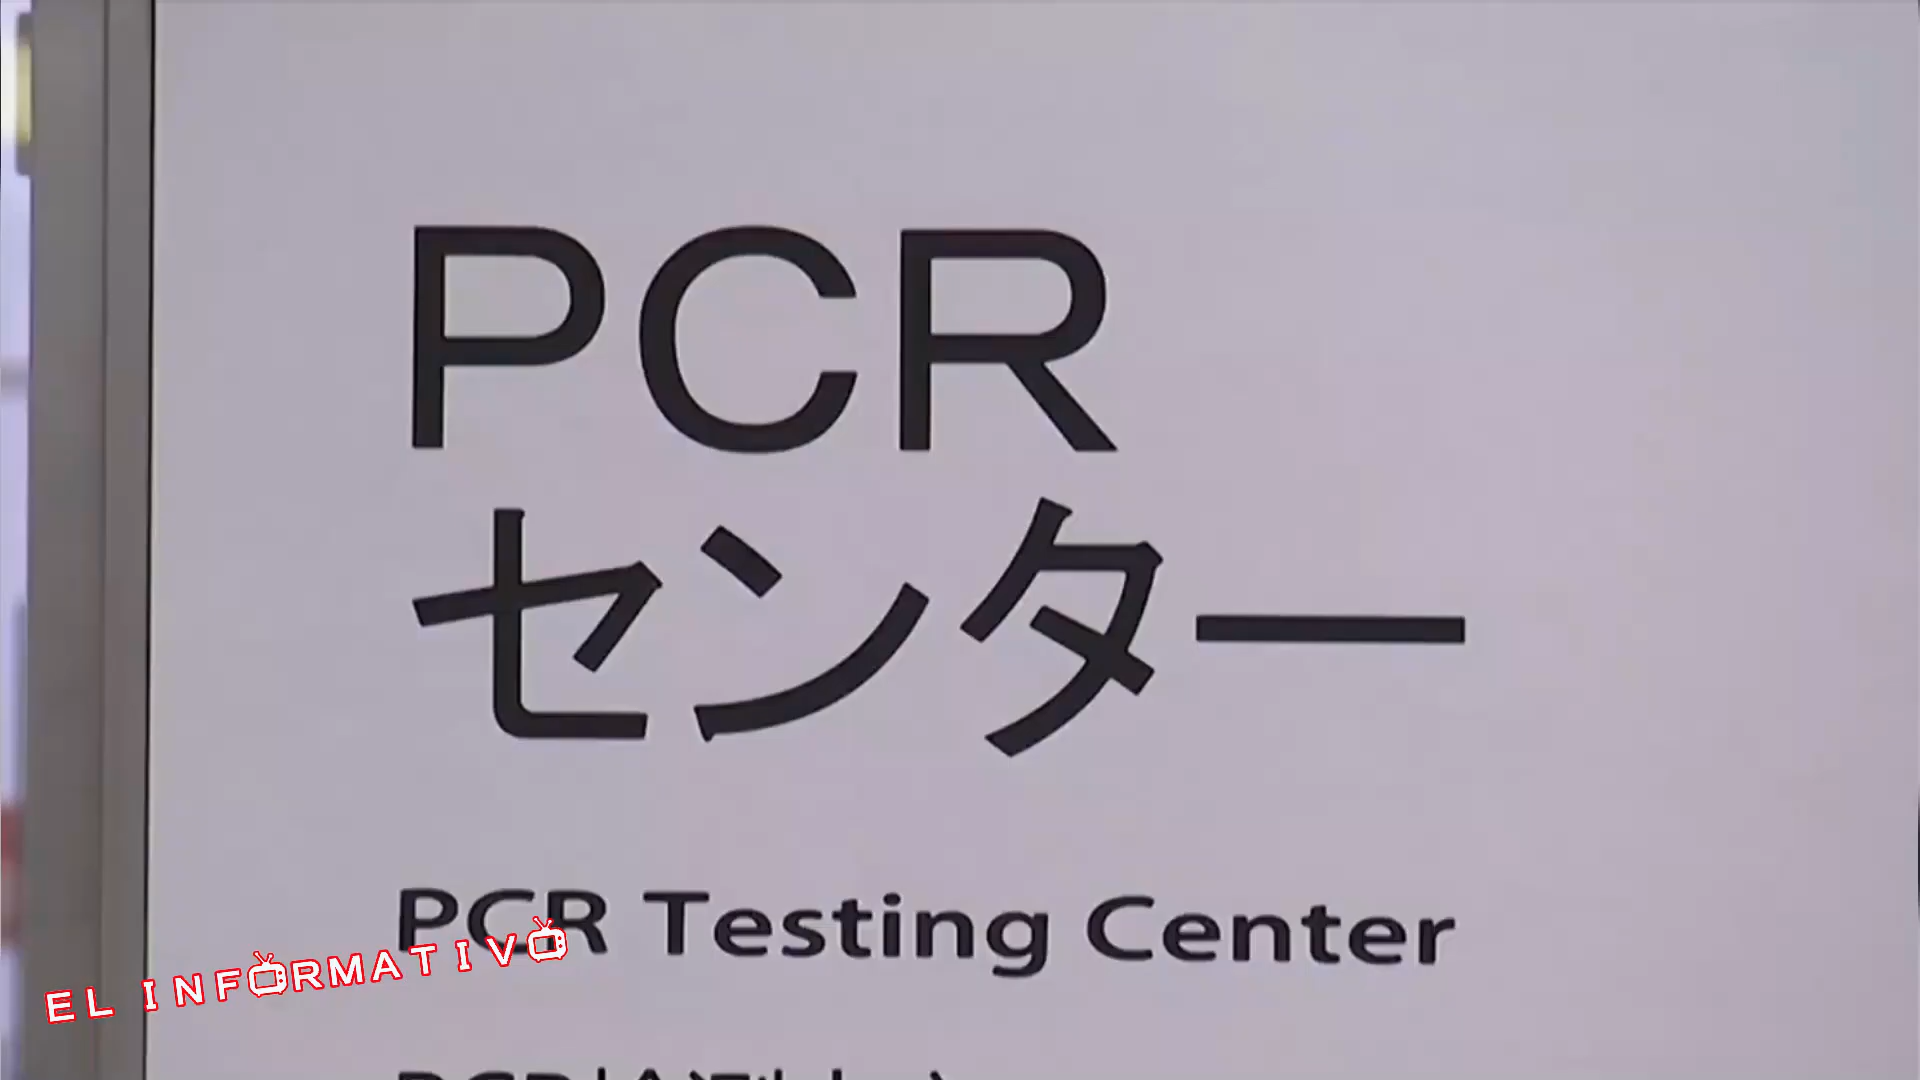 PCR
センター
PCR Testing Center
EL INFORMATIVO